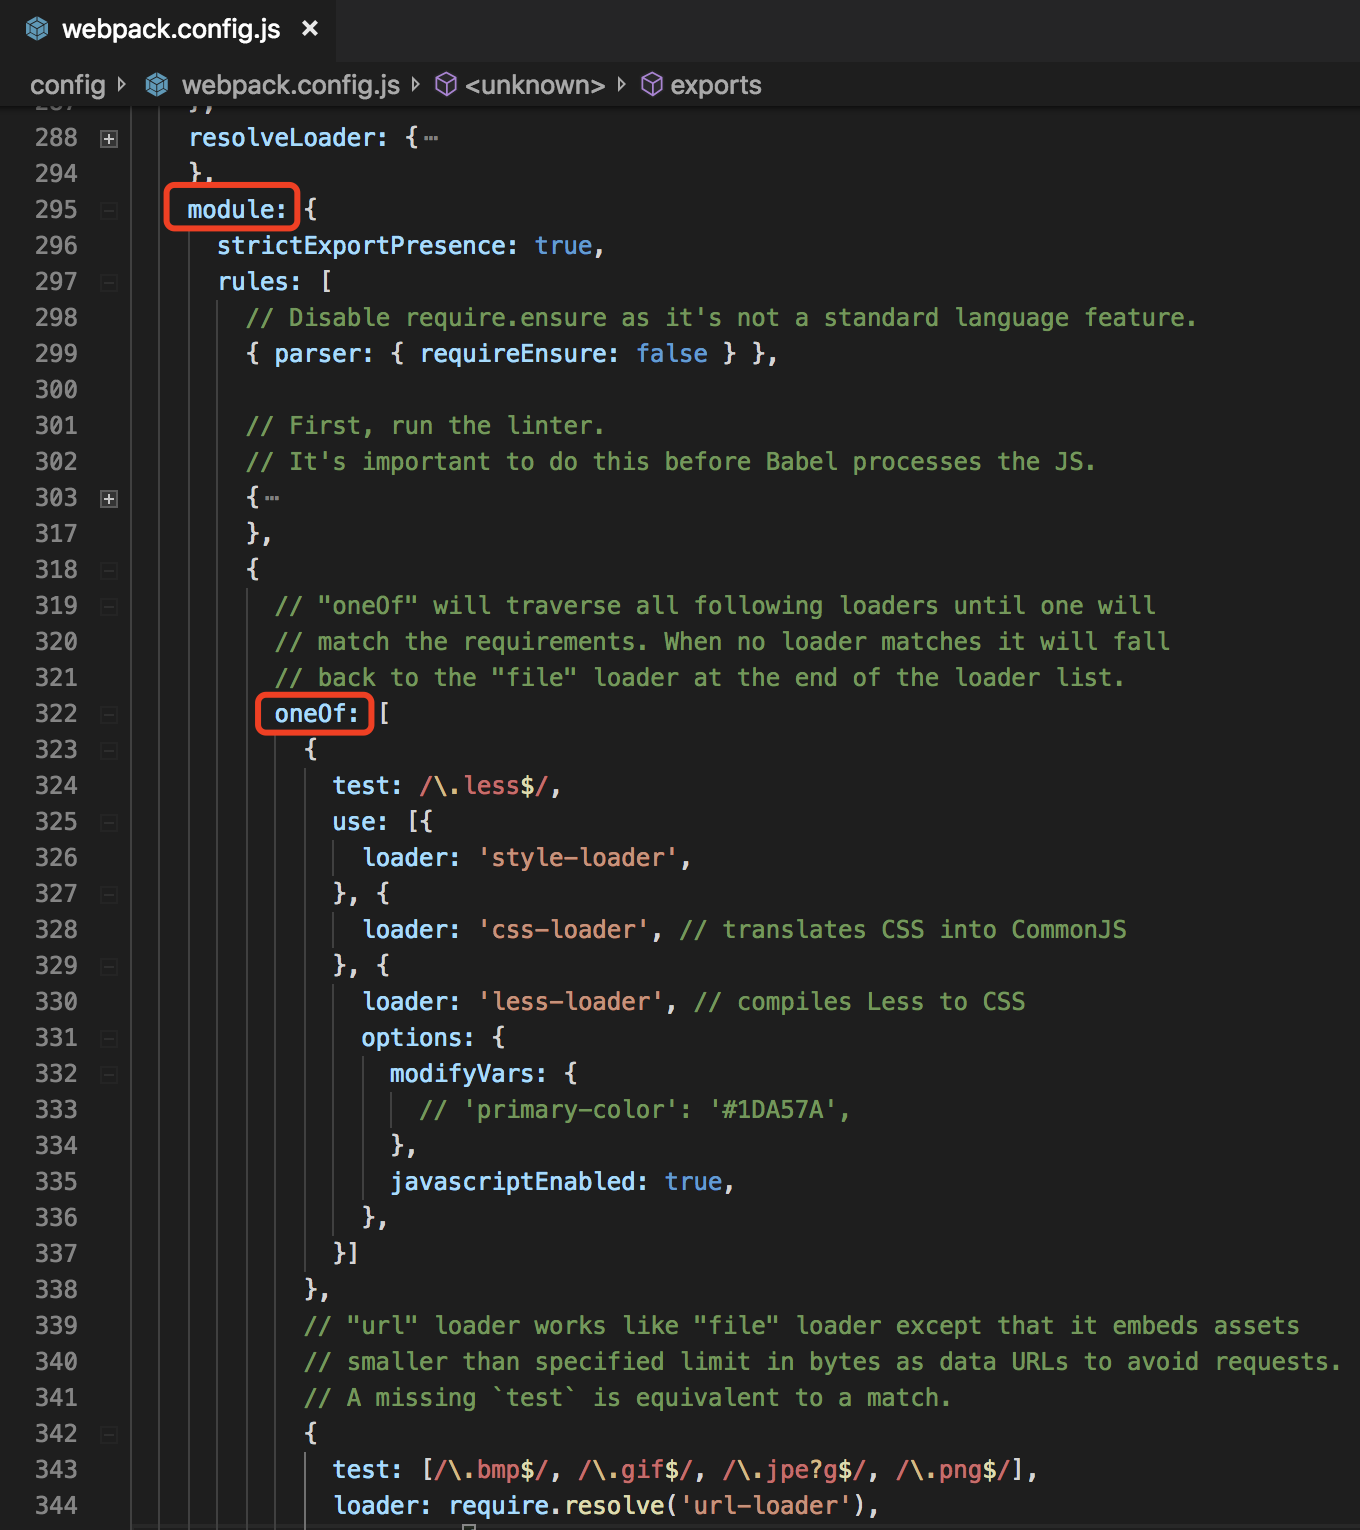 webpack.config.js ×
config › webpack.config.js › <unknown> › exports
287 },
288 resolveLoader: {…
294 },
295 module: {
296 strictExportPresence: true,
297 rules: [
298 // Disable require.ensure as it's not a standard language feature.
299 { parser: { requireEnsure: false } },
300
301 // First, run the linter.
302 // It's important to do this before Babel processes the JS.
303 {…
317 },
318 {
319 // "oneOf" will traverse all following loaders until one will
320 // match the requirements. When no loader matches it will fall
321 // back to the "file" loader at the end of the loader list.
322 oneOf: [
323 {
324 test: /\.less$/,
325 use: [{
326 loader: 'style-loader',
327 }, {
328 loader: 'css-loader', // translates CSS into CommonJS
329 }, {
330 loader: 'less-loader', // compiles Less to CSS
331 options: {
332 modifyVars: {
333 // 'primary-color': '#1DA57A',
334 },
335 javascriptEnabled: true,
336 },
337 }]
338 },
339 // "url" loader works like "file" loader except that it embeds assets
340 // smaller than specified limit in bytes as data URLs to avoid requests.
341 // A missing `test` is equivalent to a match.
342 {
343 test: [/\.bmp$/, /\.gif$/, /\.jpe?g$/, /\.png$/],
344 loader: require.resolve('url-loader'),